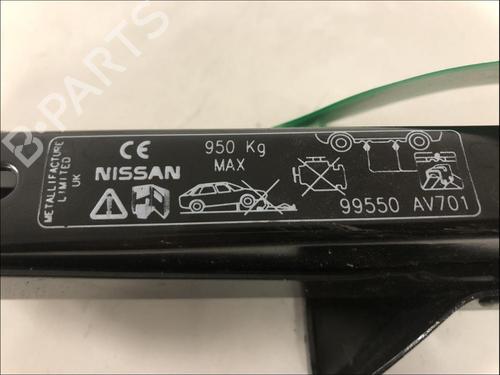 METALLIFACTURE
LIMITED
UK
CE
NISSAN
950 Kg
MAX
99550 AV701
B-PARTS